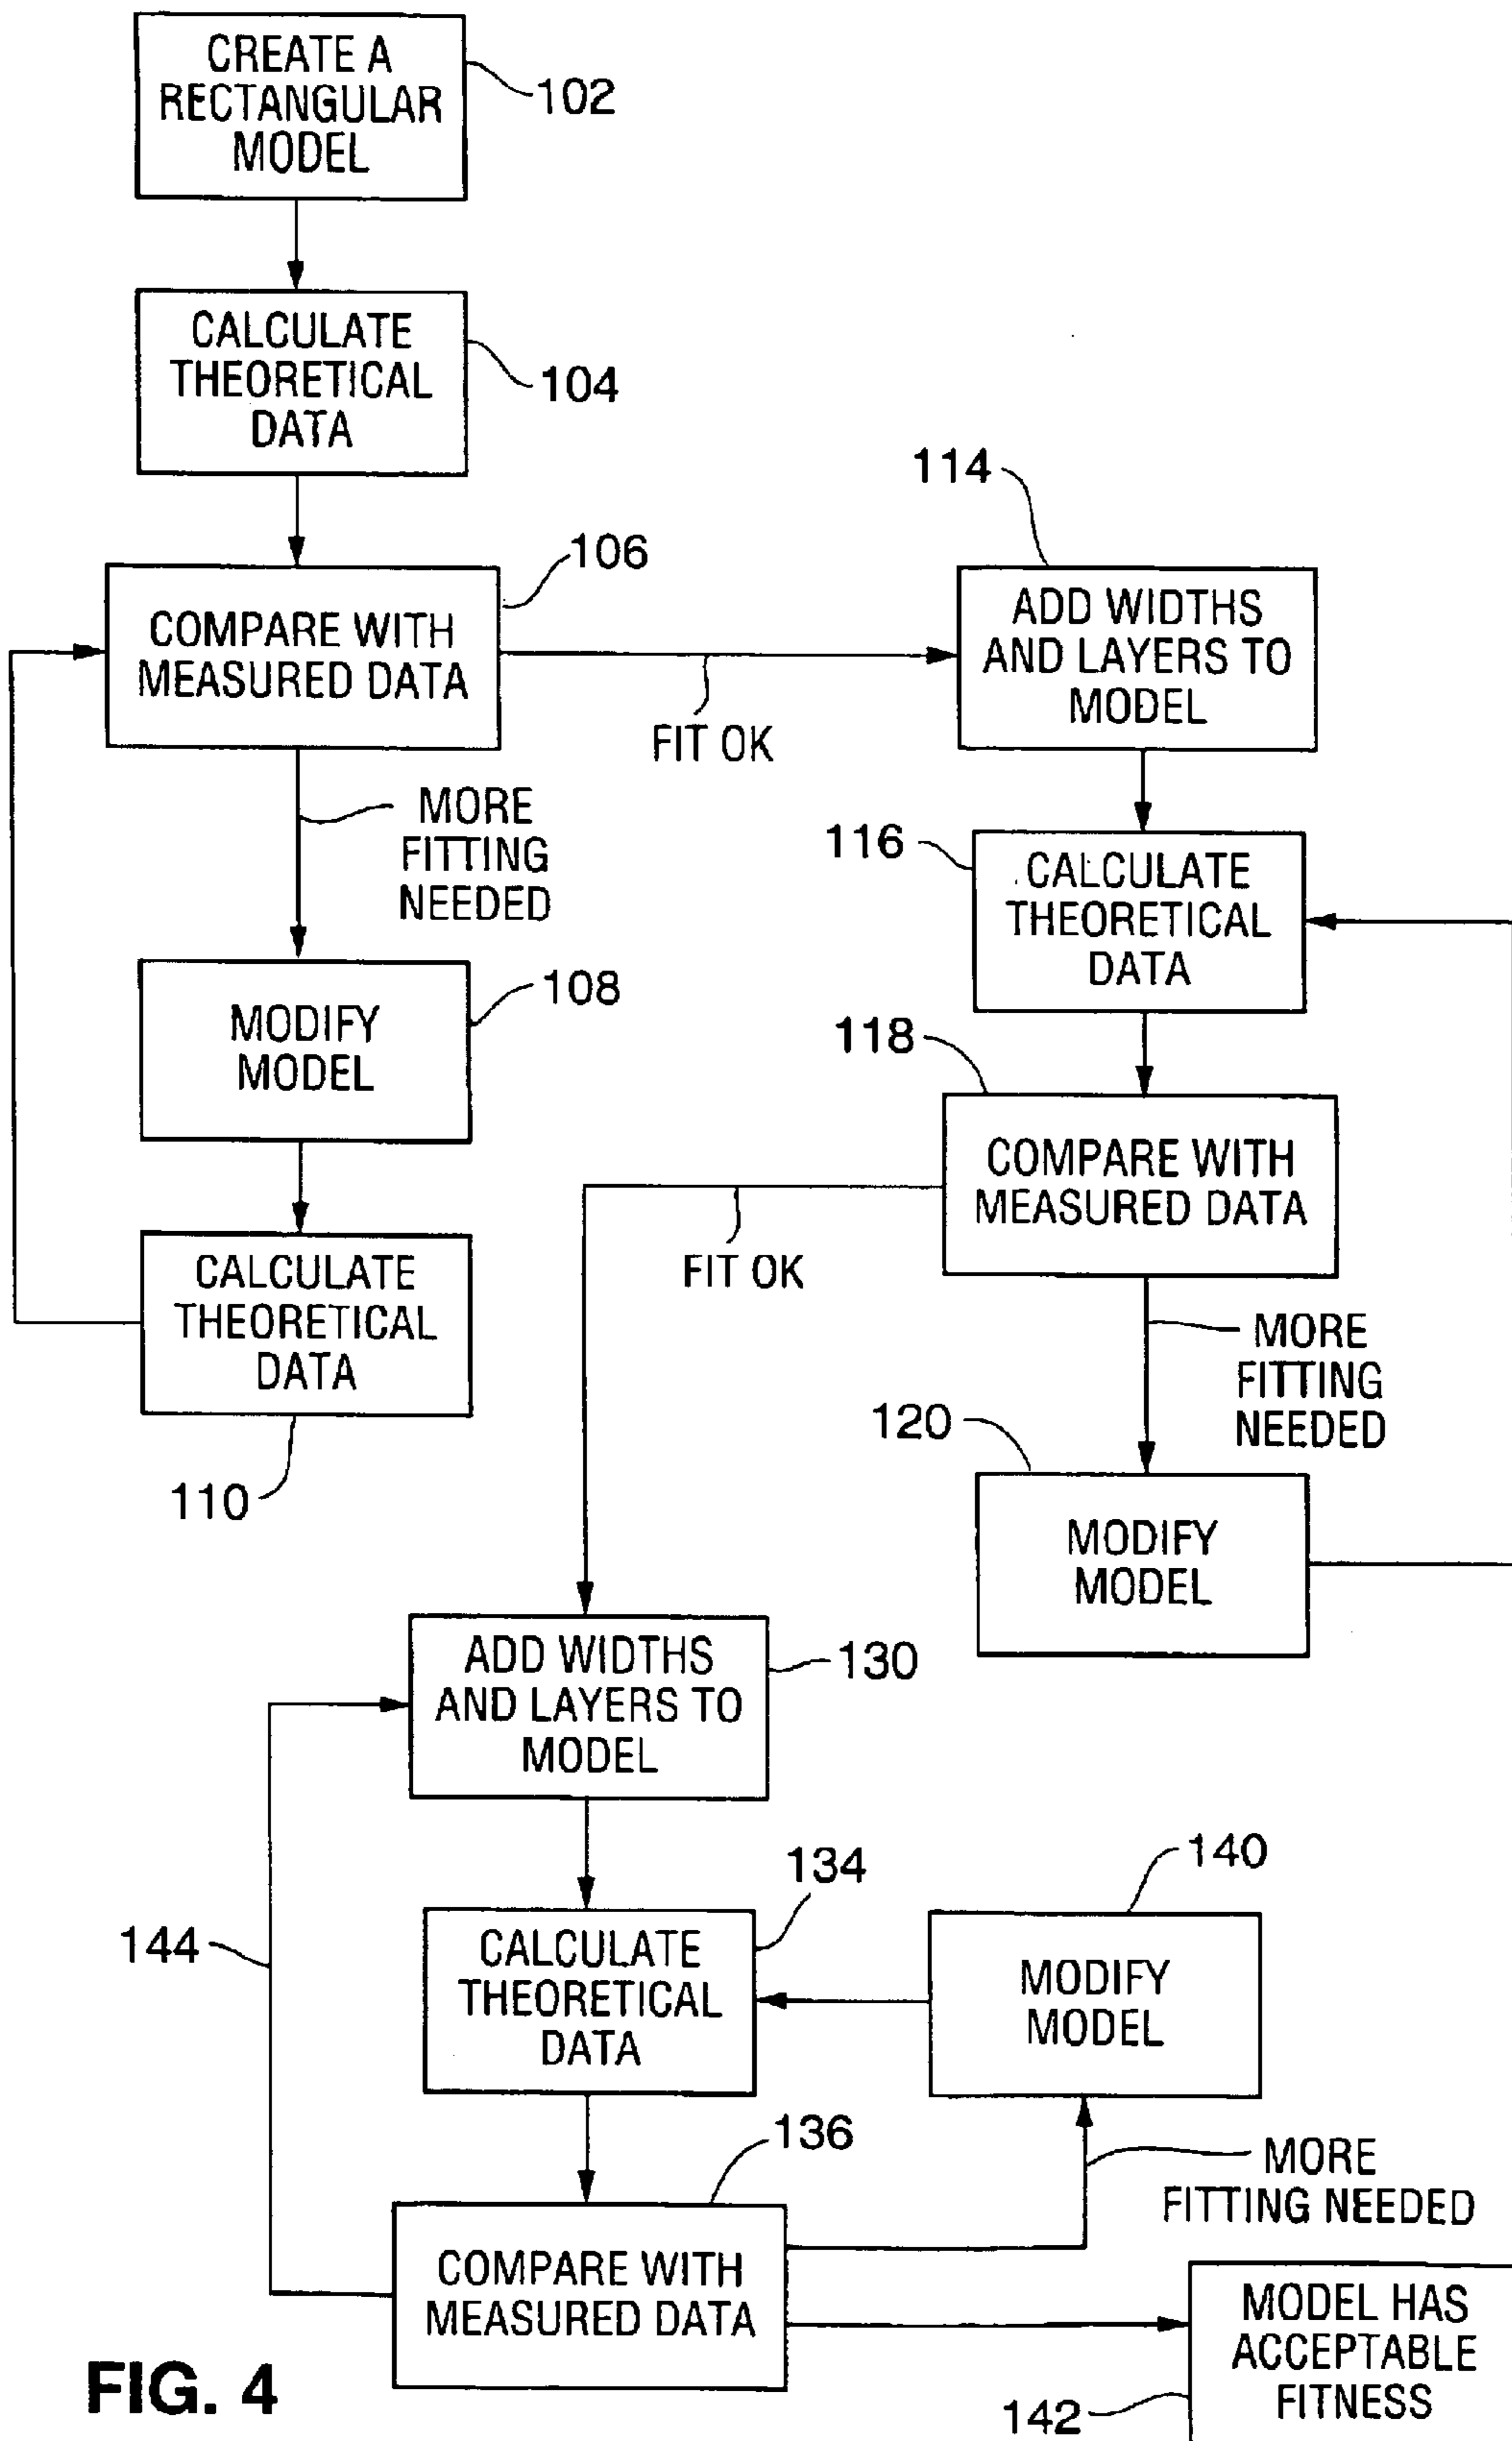 CREATE A
RECTANGULAR
MODEL
102
CALCULATE
THEORETICAL
DATA
104
COMPARE WITH
MEASURED DATA
106
FIT OK
MORE
FITTING
NEEDED
MODIFY
MODEL
108
CALCULATE
THEORETICAL
DATA
110
114
ADD WIDTHS
AND LAYERS TO
MODEL
116
CALCULATE
THEORETICAL
DATA
118
COMPARE WITH
MEASURED DATA
FIT OK
MORE
FITTING
NEEDED
120
MODIFY
MODEL
ADD WIDTHS
AND LAYERS TO
MODEL
130
134
CALCULATE
THEORETICAL
DATA
140
MODIFY
MODEL
144
136
COMPARE WITH
MEASURED DATA
MORE
FITTING NEEDED
MODEL HAS
ACCEPTABLE
FITNESS
142
FIG. 4